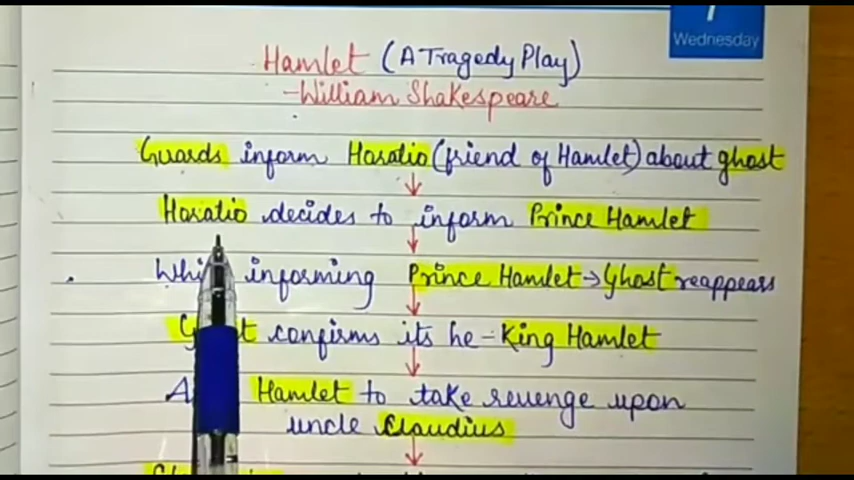 Wednesday
Hamlet (A Tragedy Play)
-William Shakespeare
Guards inform Horatio (friend of Hamlet) about ghost
Horatio decides to inform Prince Hamlet
informing Prince Hamlet → Ghost reappears
confirms its he - King Hamlet
Hamlet to take revenge upon
uncle Claudius